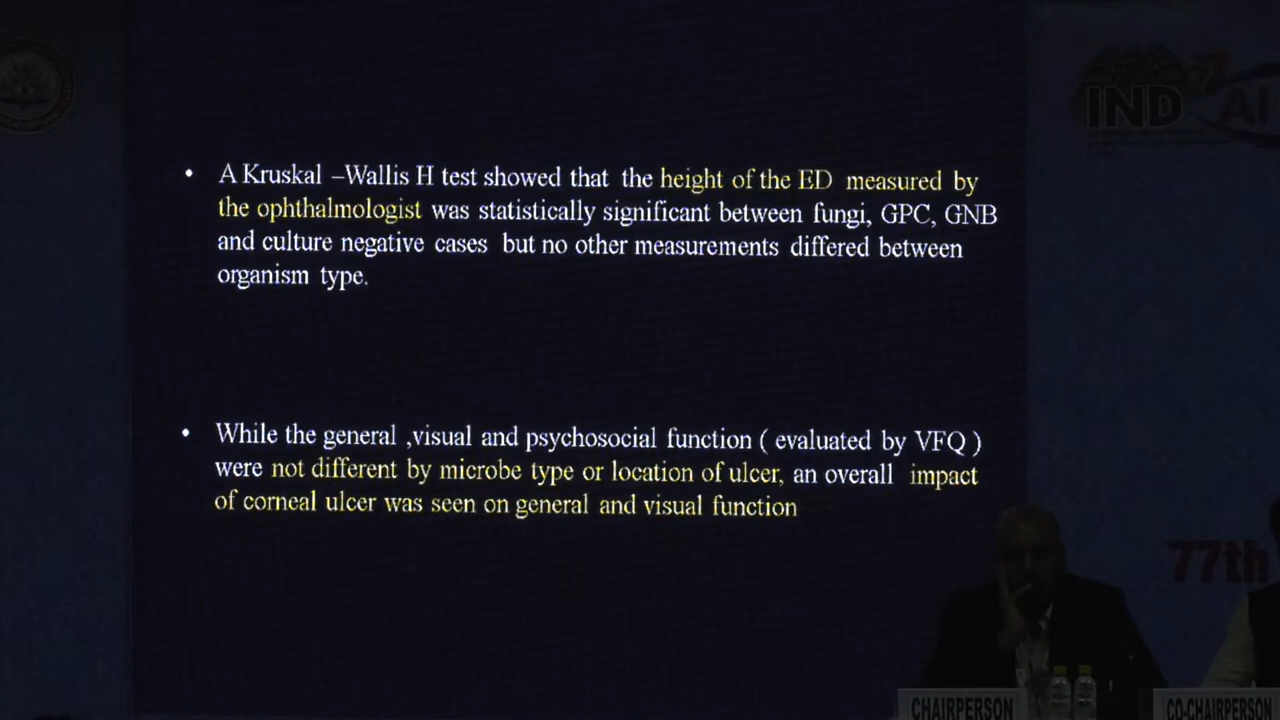 IND
• A Kruskal –Wallis H test showed that the height of the ED measured by
the ophthalmologist was statistically significant between fungi, GPC, GNB
and culture negative cases but no other measurements differed between
organism type.
• While the general ,visual and psychosocial function ( evaluated by VFQ )
were not different by microbe type or location of ulcer, an overall impact
of corneal ulcer was seen on general and visual function
77th
CHAIRPERSON
CO-CHAIRPERSON